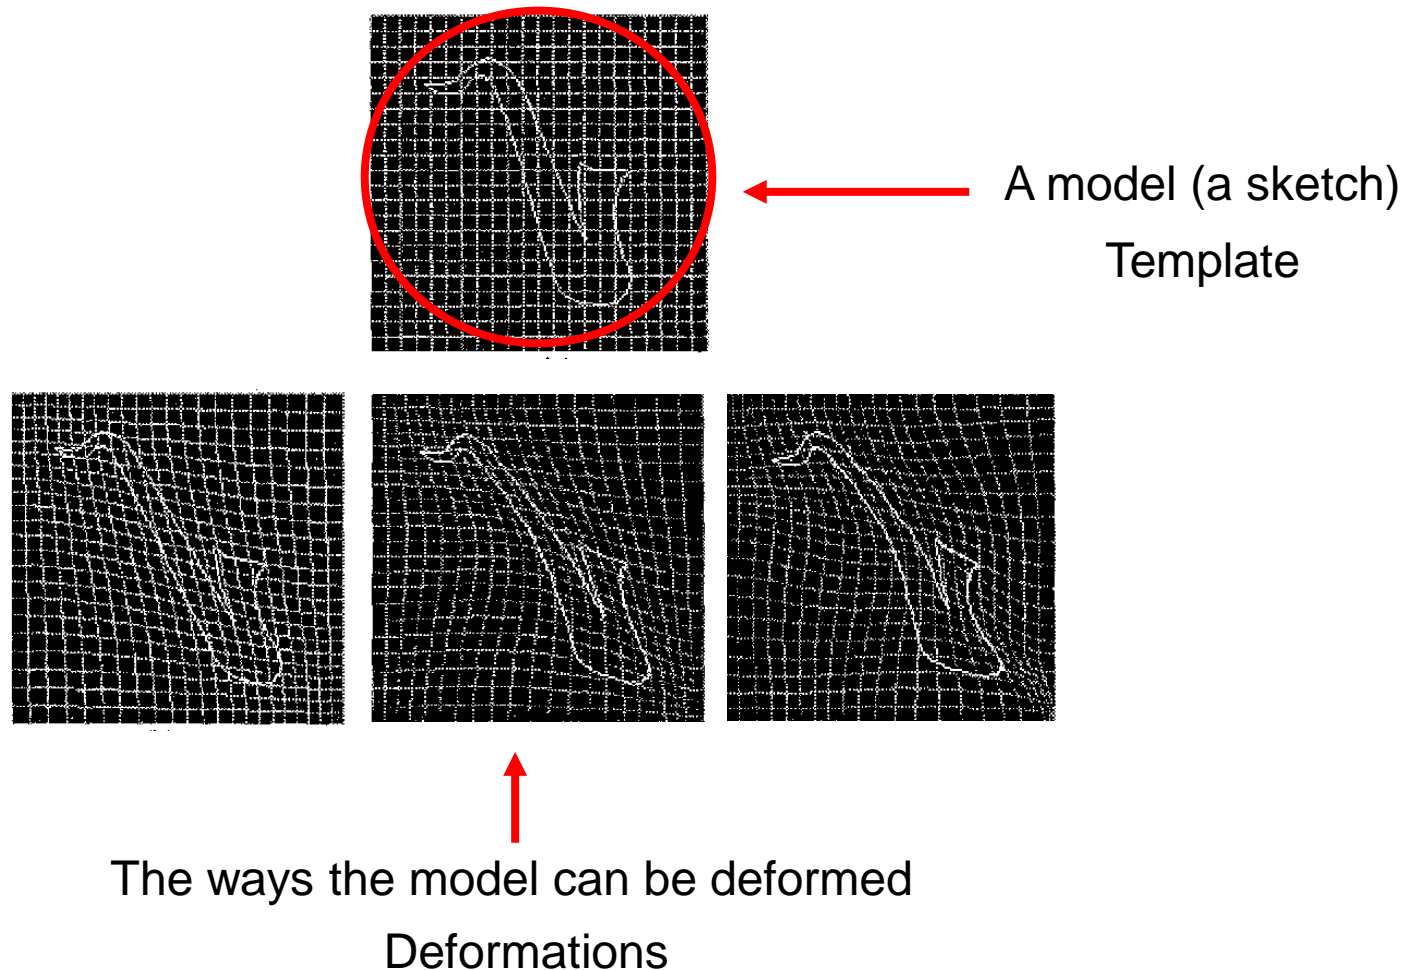 A model (a sketch)
Template
The ways the model can be deformed
Deformations